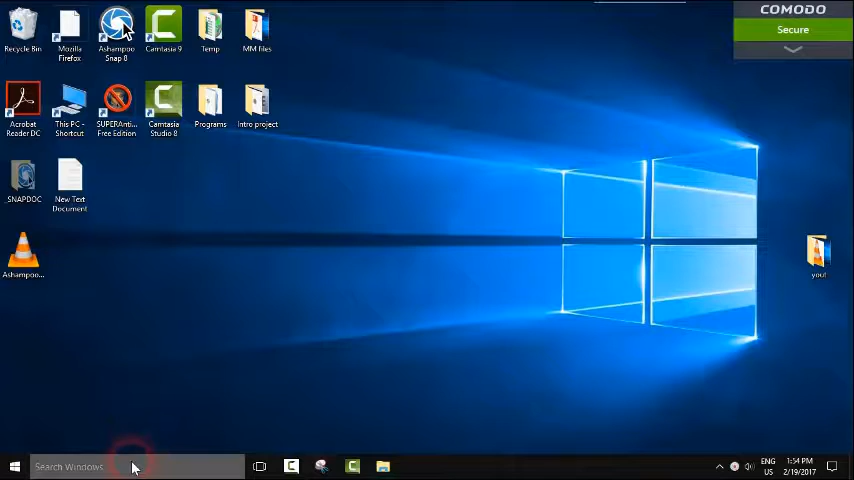 COMODO
Secure
Recycle Bin
Mozilla
Firefox
Ashampoo
Snap 8
Camtasia 9
Temp
MM files
Acrobat
Reader DC
This PC -
Shortcut
SUPERAnti...
Free Edition
Camtasia
Studio 8
Programs
Intro project
_SNAPDOC
New Text
Document
Ashampoo...
yout
Search Windows
ENG
US
1:54 PM
2/19/2017